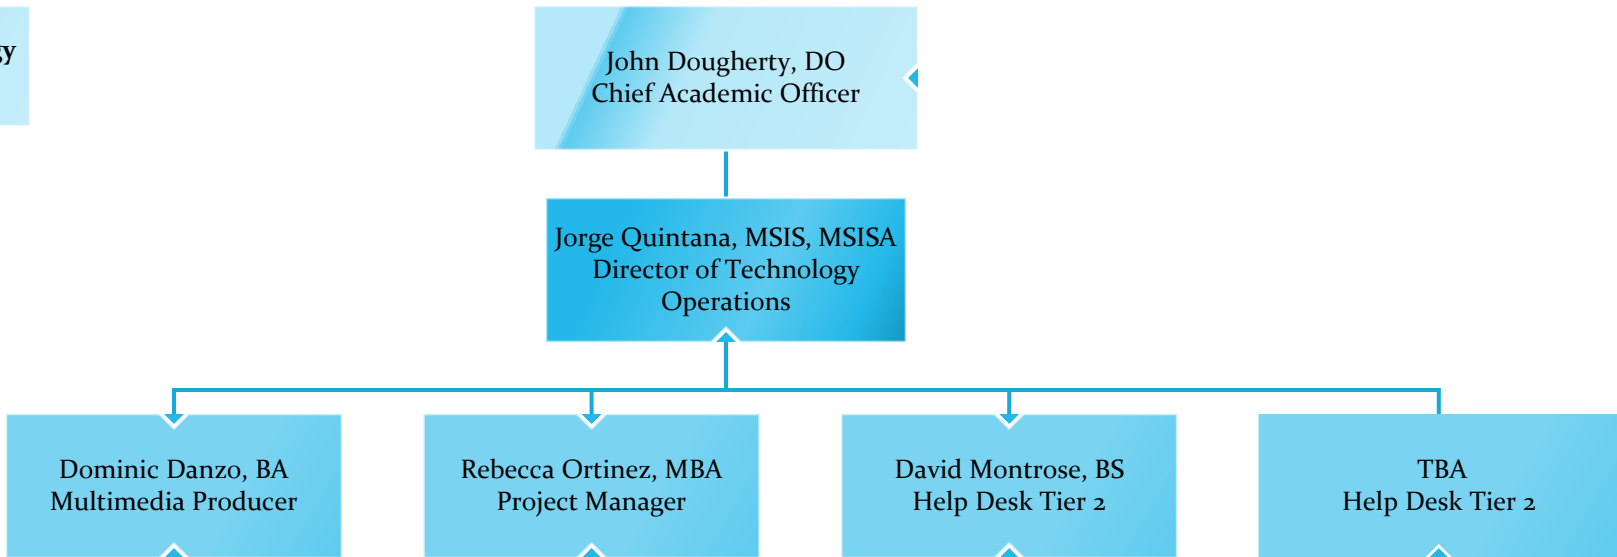 John Dougherty, DO
Chief Academic Officer
Jorge Quintana, MSIS, MSISA
Director of Technology
Operations
Dominic Danzo, BA
Multimedia Producer
Rebecca Ortinez, MBA
Project Manager
David Montrose, BS
Help Desk Tier 2
TBA
Help Desk Tier 2